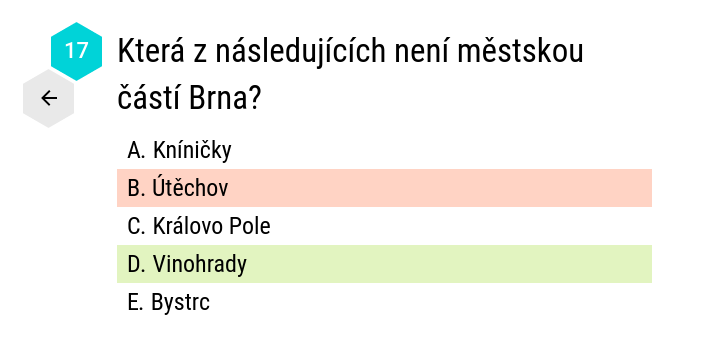 17
Která z následujících není městskou
částí Brna?
A. Kníničky
B. Útěchov
C. Královo Pole
D. Vinohrady
E. Bystrc